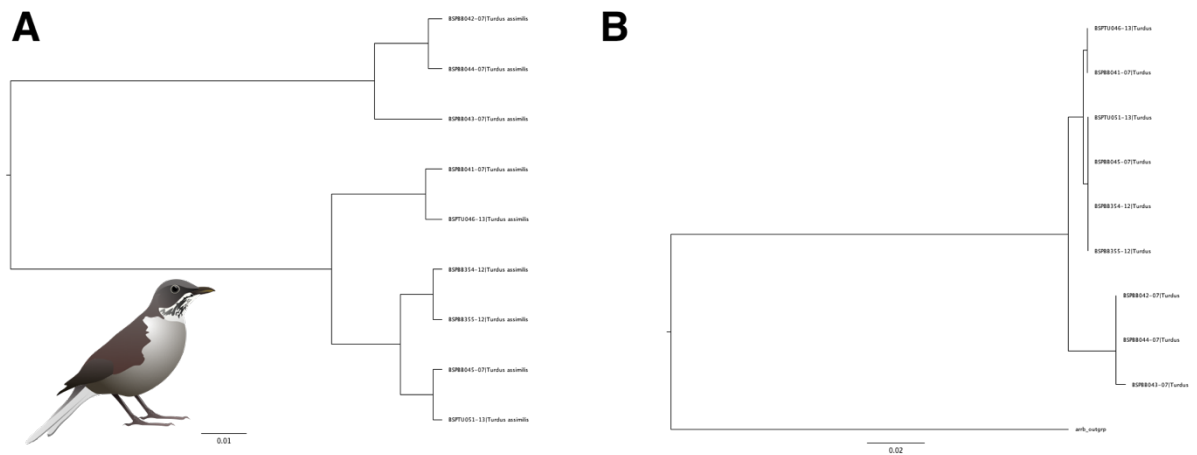 A
BSPBB042-07|Turdus assimilis
BSPBB044-07|Turdus assimilis
BSPBB043-07|Turdus assimilis
BSPBB041-07|Turdus assimilis
BSPTU046-13|Turdus assimilis
BSPBB354-12|Turdus assimilis
BSPBB355-12|Turdus assimilis
BSPBB045-07|Turdus assimilis
BSPTU051-13|Turdus assimilis
0.01
B
BSPTU046-13|Turdus
BSPBB041-07|Turdus
BSPTU051-13|Turdus
BSPBB045-07|Turdus
BSPBB354-12|Turdus
BSPBB355-12|Turdus
BSPBB042-07|Turdus
BSPBB044-07|Turdus
BSPBB043-07|Turdus
0.02